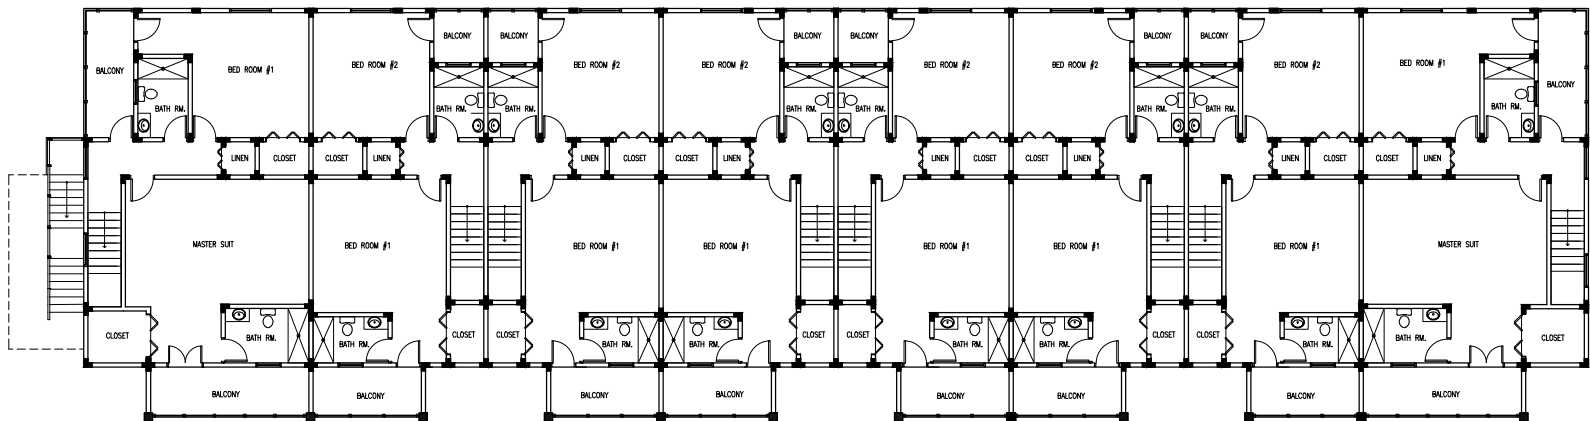 BALCONY BALCONY BALCONY BALCONY BALCONY BALCONY
BED ROOM #1 BED ROOM #2 BED ROOM #2 BED ROOM #2 BED ROOM #2 BED ROOM #2 BED ROOM #2 BED ROOM #1
BALCONY BALCONY
BATH RM. BATH RM. BATH RM. BATH RM. BATH RM. BATH RM. BATH RM. BATH RM.
LINEN CLOSET CLOSET LINEN LINEN CLOSET CLOSET LINEN LINEN CLOSET CLOSET LINEN LINEN CLOSET CLOSET LINEN
MASTER SUIT BED ROOM #1 BED ROOM #1 BED ROOM #1 BED ROOM #1 BED ROOM #1 BED ROOM #1 MASTER SUIT
CLOSET CLOSET CLOSET CLOSET CLOSET CLOSET CLOSET CLOSET
BATH RM. BATH RM. BATH RM. BATH RM. BATH RM. BATH RM. BATH RM. BATH RM.
BALCONY BALCONY BALCONY BALCONY BALCONY BALCONY BALCONY BALCONY